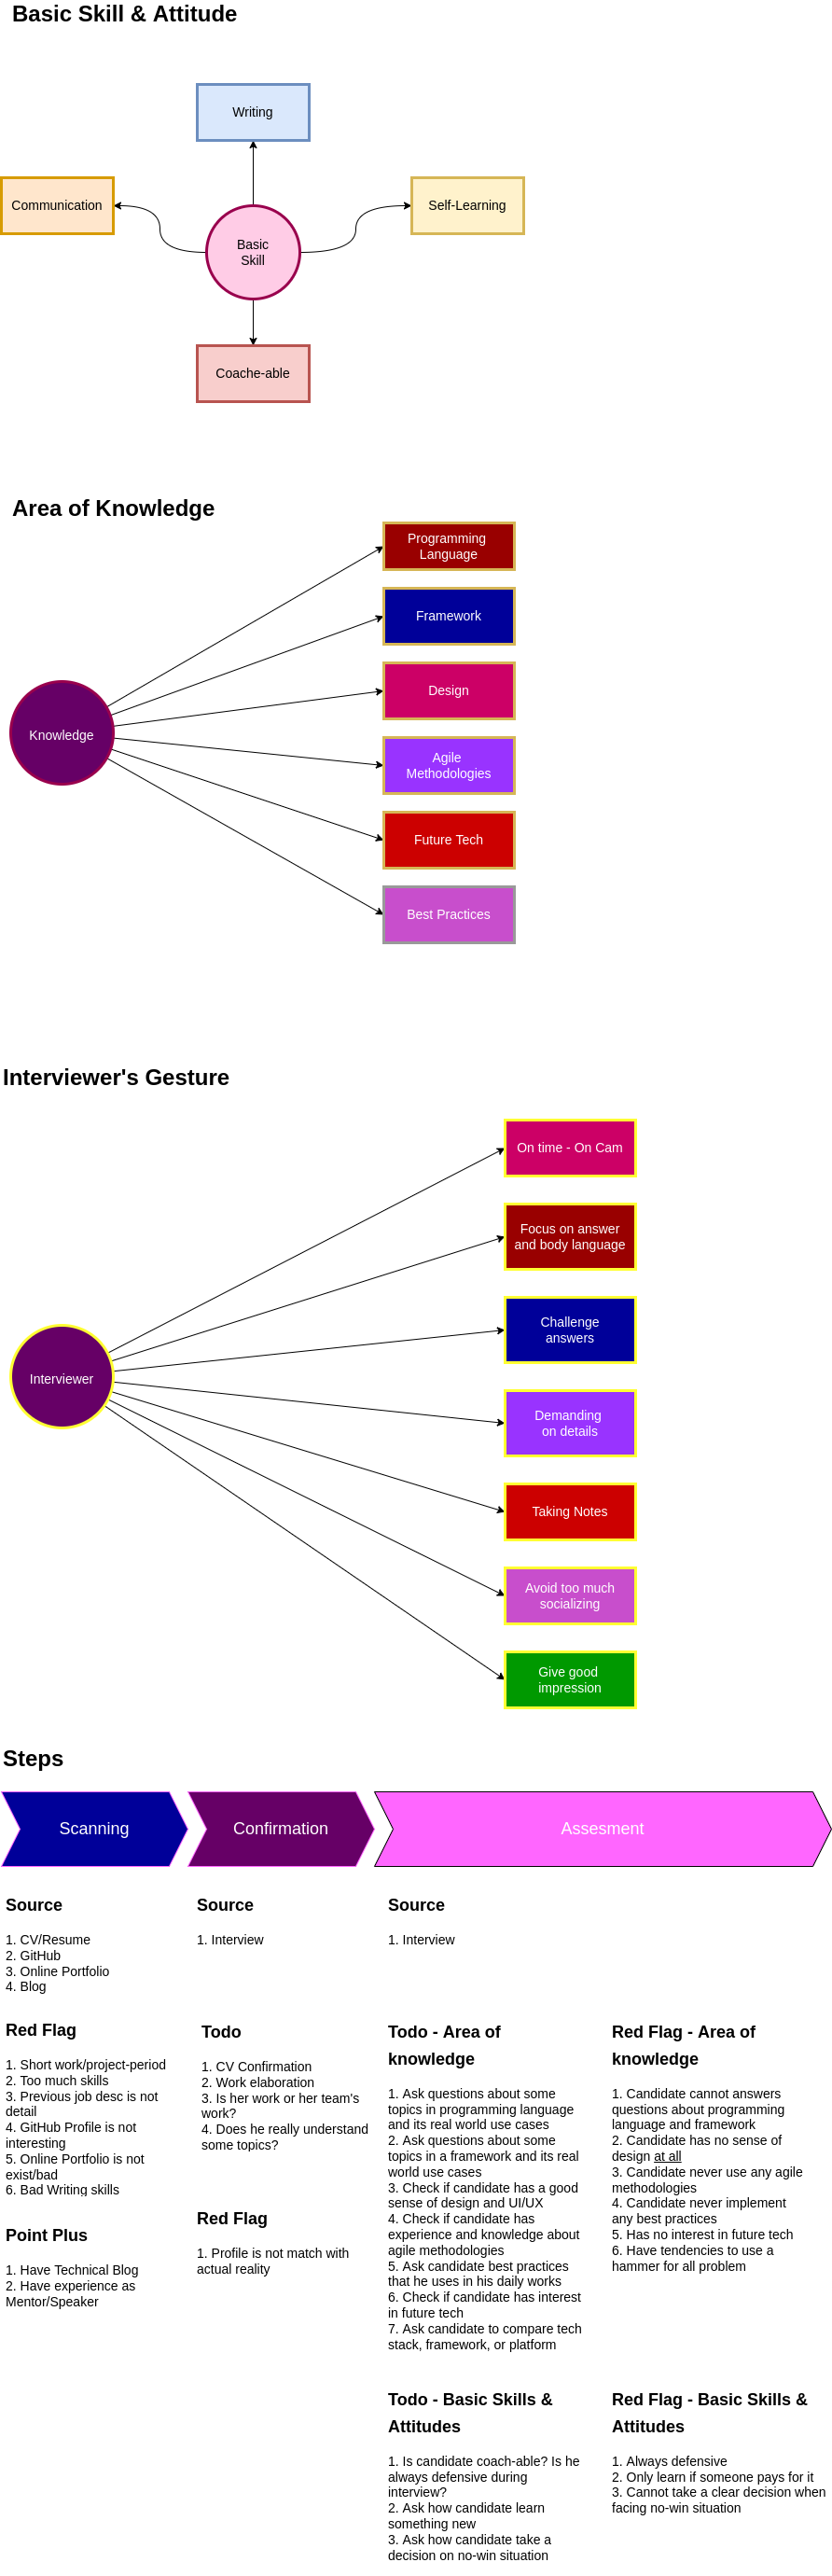 Basic Skill & Attitude
Writing
Communication
Self-Learning
Basic
Skill
Coache-able
Area of Knowledge
Programming
Language
Framework
Design
Knowledge
Agile
Methodologies
Future Tech
Best Practices
Interviewer's Gesture
On time - On Cam
Focus on answer
and body language
Challenge
answers
Interviewer
Demanding
on details
Taking Notes
Avoid too much
socializing
Give good
impression
Steps
Scanning
Confirmation
Assesment
Source
1. CV/Resume
2. GitHub
3. Online Portfolio
4. Blog
Red Flag
1. Short work/project-period
2. Too much skills
3. Previous job desc is not
detail
4. GitHub Profile is not
interesting
5. Online Portfolio is not
exist/bad
6. Bad Writing skills
Point Plus
1. Have Technical Blog
2. Have experience as
Mentor/Speaker
Source
1. Interview
Todo
1. CV Confirmation
2. Work elaboration
3. Is her work or her team's
work?
4. Does he really understand
some topics?
Red Flag
1. Profile is not match with
actual reality
Source
1. Interview
Todo - Area of
knowledge
1. Ask questions about some
topics in programming language
and its real world use cases
2. Ask questions about some
topics in a framework and its real
world use cases
3. Check if candidate has a good
sense of design and UI/UX
4. Check if candidate has
experience and knowledge about
agile methodologies
5. Ask candidate best practices
that he uses in his daily works
6. Check if candidate has interest
in future tech
7. Ask candidate to compare tech
stack, framework, or platform
Red Flag - Area of
knowledge
1. Candidate cannot answers
questions about programming
language and framework
2. Candidate has no sense of
design at all
3. Candidate never use any agile
methodologies
4. Candidate never implement
any best practices
5. Has no interest in future tech
6. Have tendencies to use a
hammer for all problem
Todo - Basic Skills &
Attitudes
1. Is candidate coach-able? Is he
always defensive during
interview?
2. Ask how candidate learn
something new
3. Ask how candidate take a
decision on no-win situation
Red Flag - Basic Skills &
Attitudes
1. Always defensive
2. Only learn if someone pays for it
3. Cannot take a clear decision when
facing no-win situation